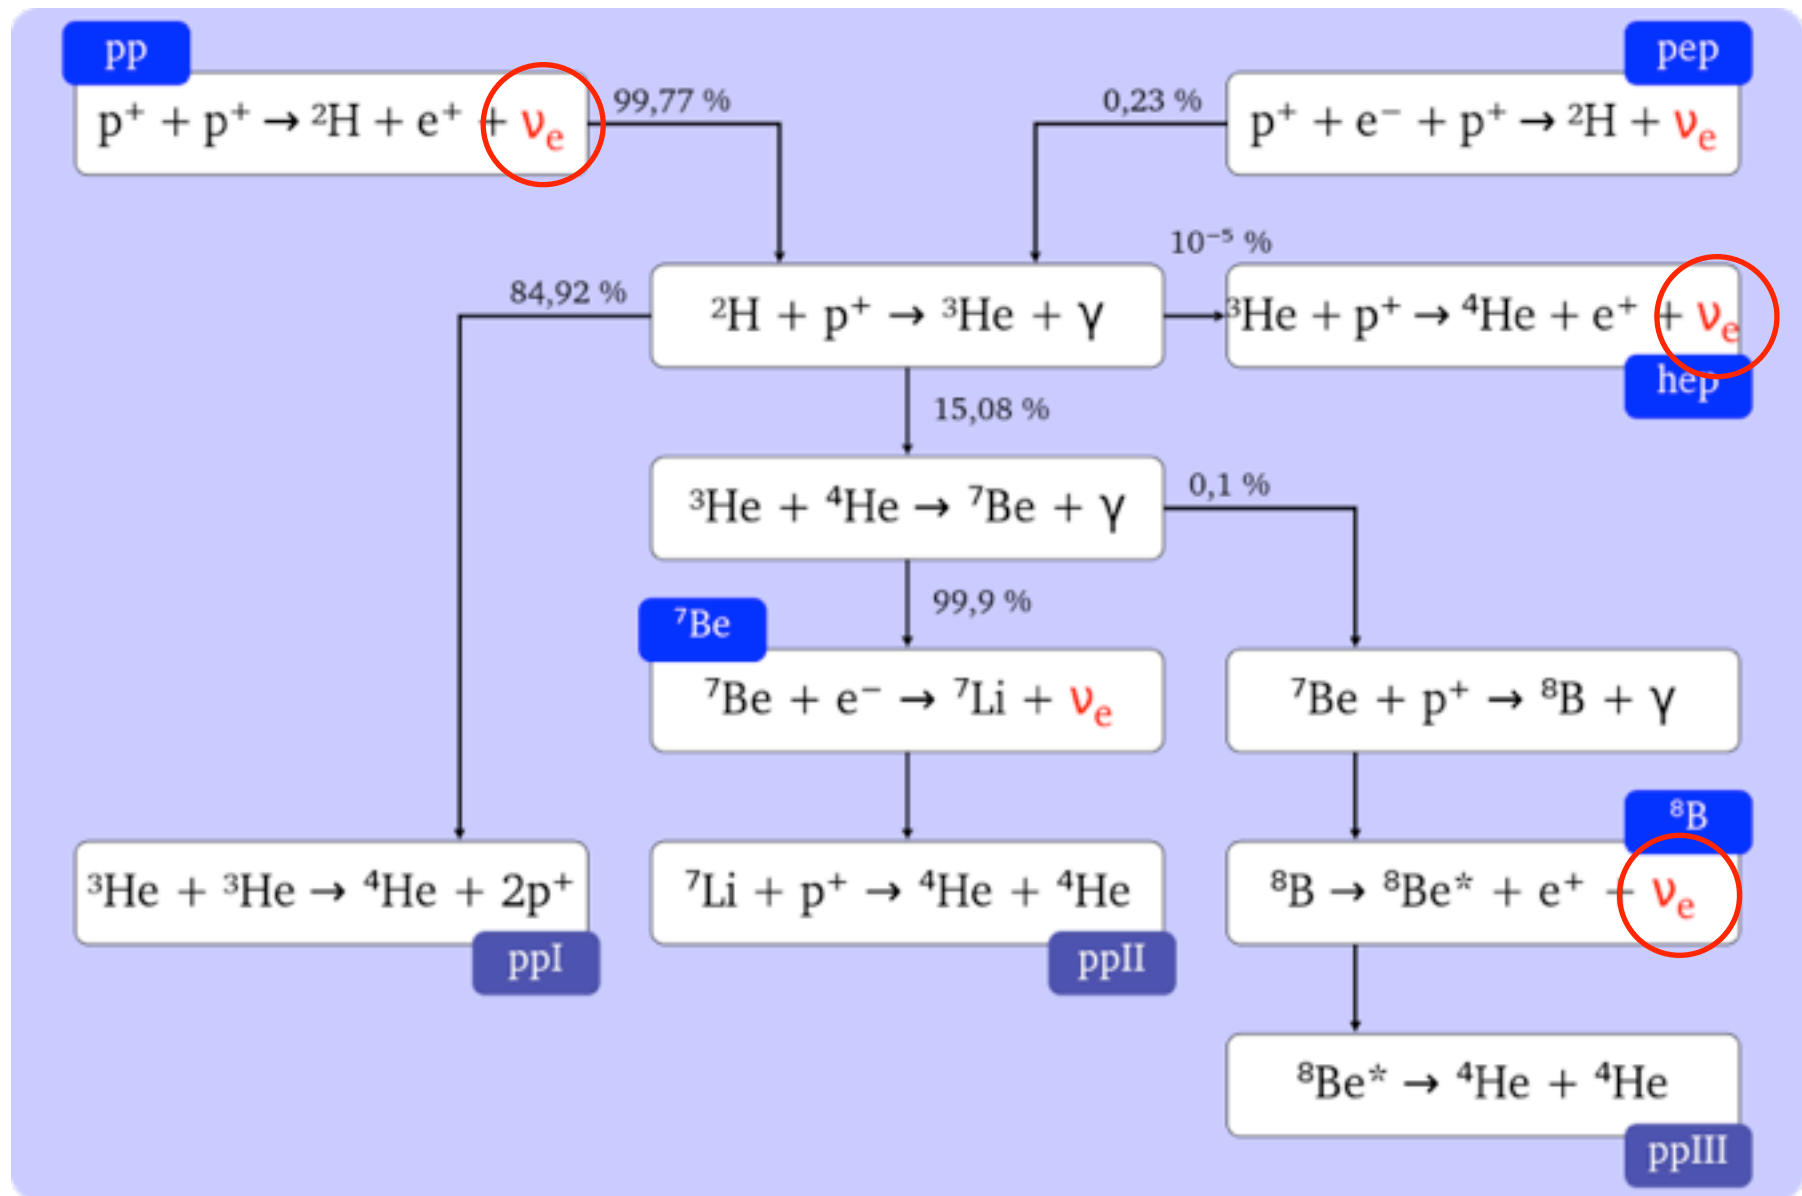 pp
pep
p⁺ + p⁺ → ²H + e⁺ + νₑ
99,77 %
0,23 %
p⁺ + e⁻ + p⁺ → ²H + νₑ
10⁻⁵ %
84,92 %
²H + p⁺ → ³He + γ
³He + p⁺ → ⁴He + e⁺ + νₑ
hep
15,08 %
³He + ⁴He → ⁷Be + γ
0,1 %
99,9 %
⁷Be
⁷Be + e⁻ → ⁷Li + νₑ
⁷Be + p⁺ → ⁸B + γ
⁸B
³He + ³He → ⁴He + 2p⁺
⁷Li + p⁺ → ⁴He + ⁴He
⁸B → ⁸Be* + e⁺ + νₑ
ppI
ppII
⁸Be* → ⁴He + ⁴He
ppIII